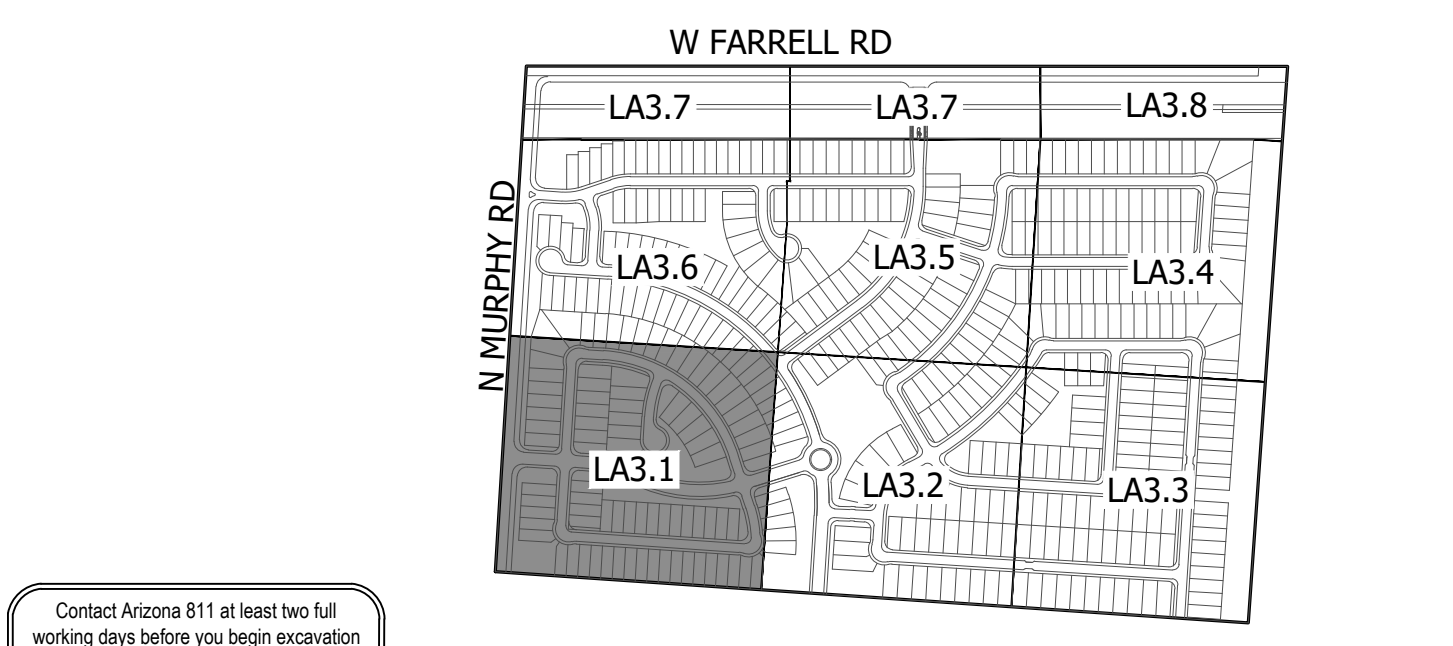 W FARRELL RD
LA3.7 LA3.7 LA3.8
N MURPHY RD
LA3.6 LA3.5 LA3.4
LA3.1 LA3.2 LA3.3
Contact Arizona 811 at least two full
working days before you begin excavation